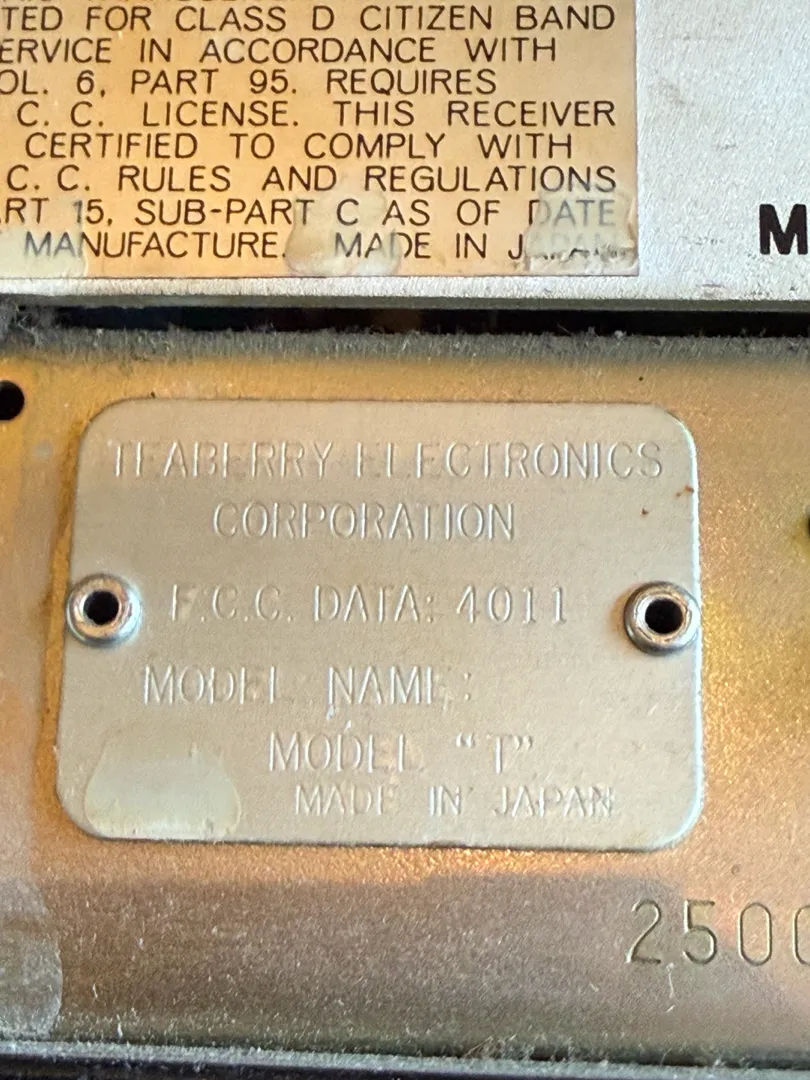 TED FOR CLASS D CITIZEN BAND
ERVICE IN ACCORDANCE WITH
OL. 6, PART 95. REQUIRES
C. C. LICENSE. THIS RECEIVER
CERTIFIED TO COMPLY WITH
C. C. RULES AND REGULATIONS
ART 15, SUB-PART C AS OF DATE
MANUFACTURE. MADE IN JAPAN
M
TEABERRY ELECTRONICS
CORPORATION
F.C.C. DATA: 4011
MODEL NAME:
MODEL "T"
MADE IN JAPAN
2500